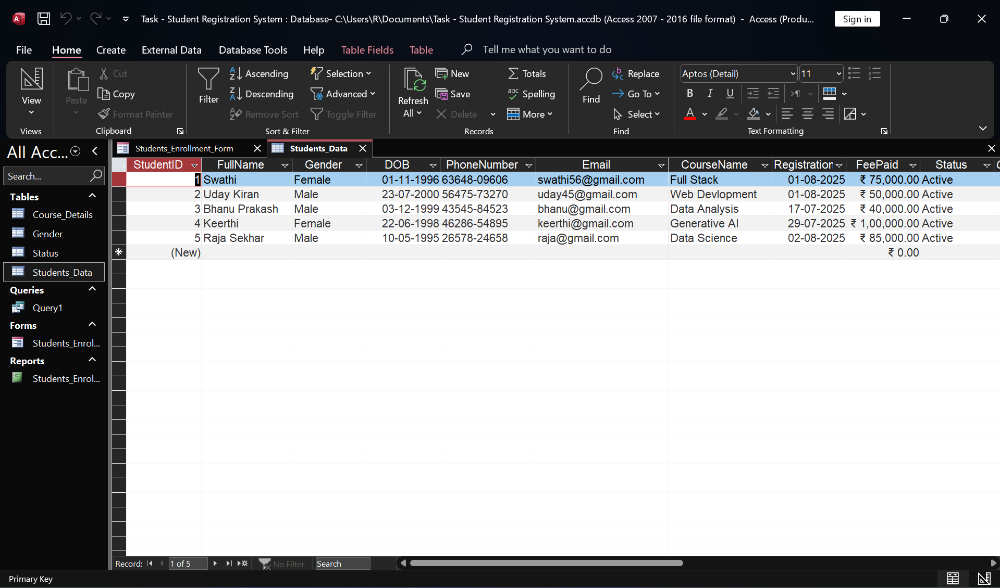 Task - Student Registration System : Database- C:\Users\R\Documents\Task - Student Registration System.accdb (Access 2007 - 2016 file format) - Access (Produ...
Sign in
File Home Create External Data Database Tools Help Table Fields Table Tell me what you want to do
View
Views
Paste
Cut
Copy
Format Painter
Clipboard
Filter
Ascending
Descending
Remove Sort
Selection
Advanced
Toggle Filter
Sort & Filter
Refresh
All
New
Save
Delete
Totals
Spelling
More
Records
Find
Replace
Go To
Select
Find
Aptos (Detail) 11
B I U
A
Text Formatting
All Acc...
Search...
Tables
Course_Details
Gender
Status
Students_Data
Queries
Query1
Forms
Students_Enrol...
Reports
Students_Enrol...
Students_Enrollment_Form Students_Data
StudentID FullName Gender DOB PhoneNumber Email CourseName Registration FeePaid Status
1 Swathi Female 01-11-1996 63648-09606 swathi56@gmail.com Full Stack 01-08-2025 ₹ 75,000.00 Active
2 Uday Kiran Male 23-07-2000 56475-73270 uday45@gmail.com Web Devlopment 01-08-2025 ₹ 50,000.00 Active
3 Bhanu Prakash Male 03-12-1999 43545-84523 bhanu@gmail.com Data Analysis 17-07-2025 ₹ 40,000.00 Active
4 Keerthi Female 22-06-1998 46286-54895 keerthi@gmail.com Generative AI 29-07-2025 ₹ 1,00,000.00 Active
5 Raja Sekhar Male 10-05-1995 26578-24658 raja@gmail.com Data Science 02-08-2025 ₹ 85,000.00 Active
(New) ₹ 0.00
Record: 1 of 5 No Filter Search
Primary Key